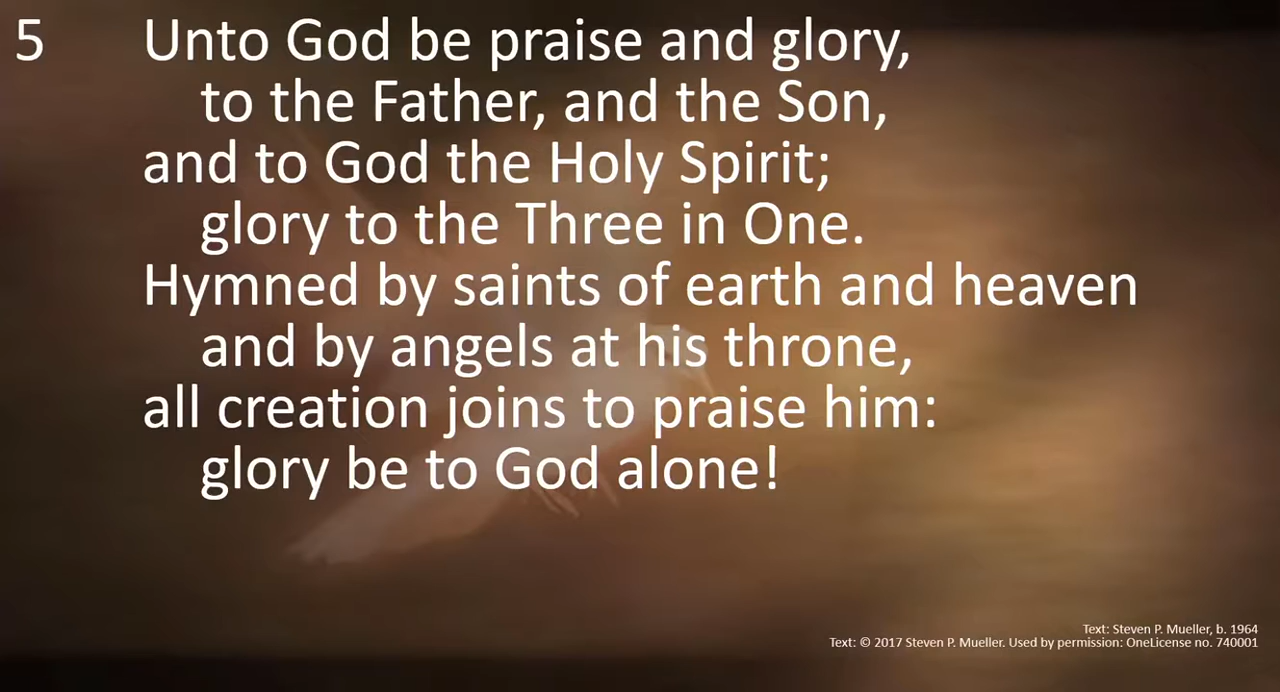 5 Unto God be praise and glory,
to the Father, and the Son,
and to God the Holy Spirit;
glory to the Three in One.
Hymned by saints of earth and heaven
and by angels at his throne,
all creation joins to praise him:
glory be to God alone!
Text: Steven P. Mueller, b. 1964
Text: © 2017 Steven P. Mueller. Used by permission: OneLicense no. 740001